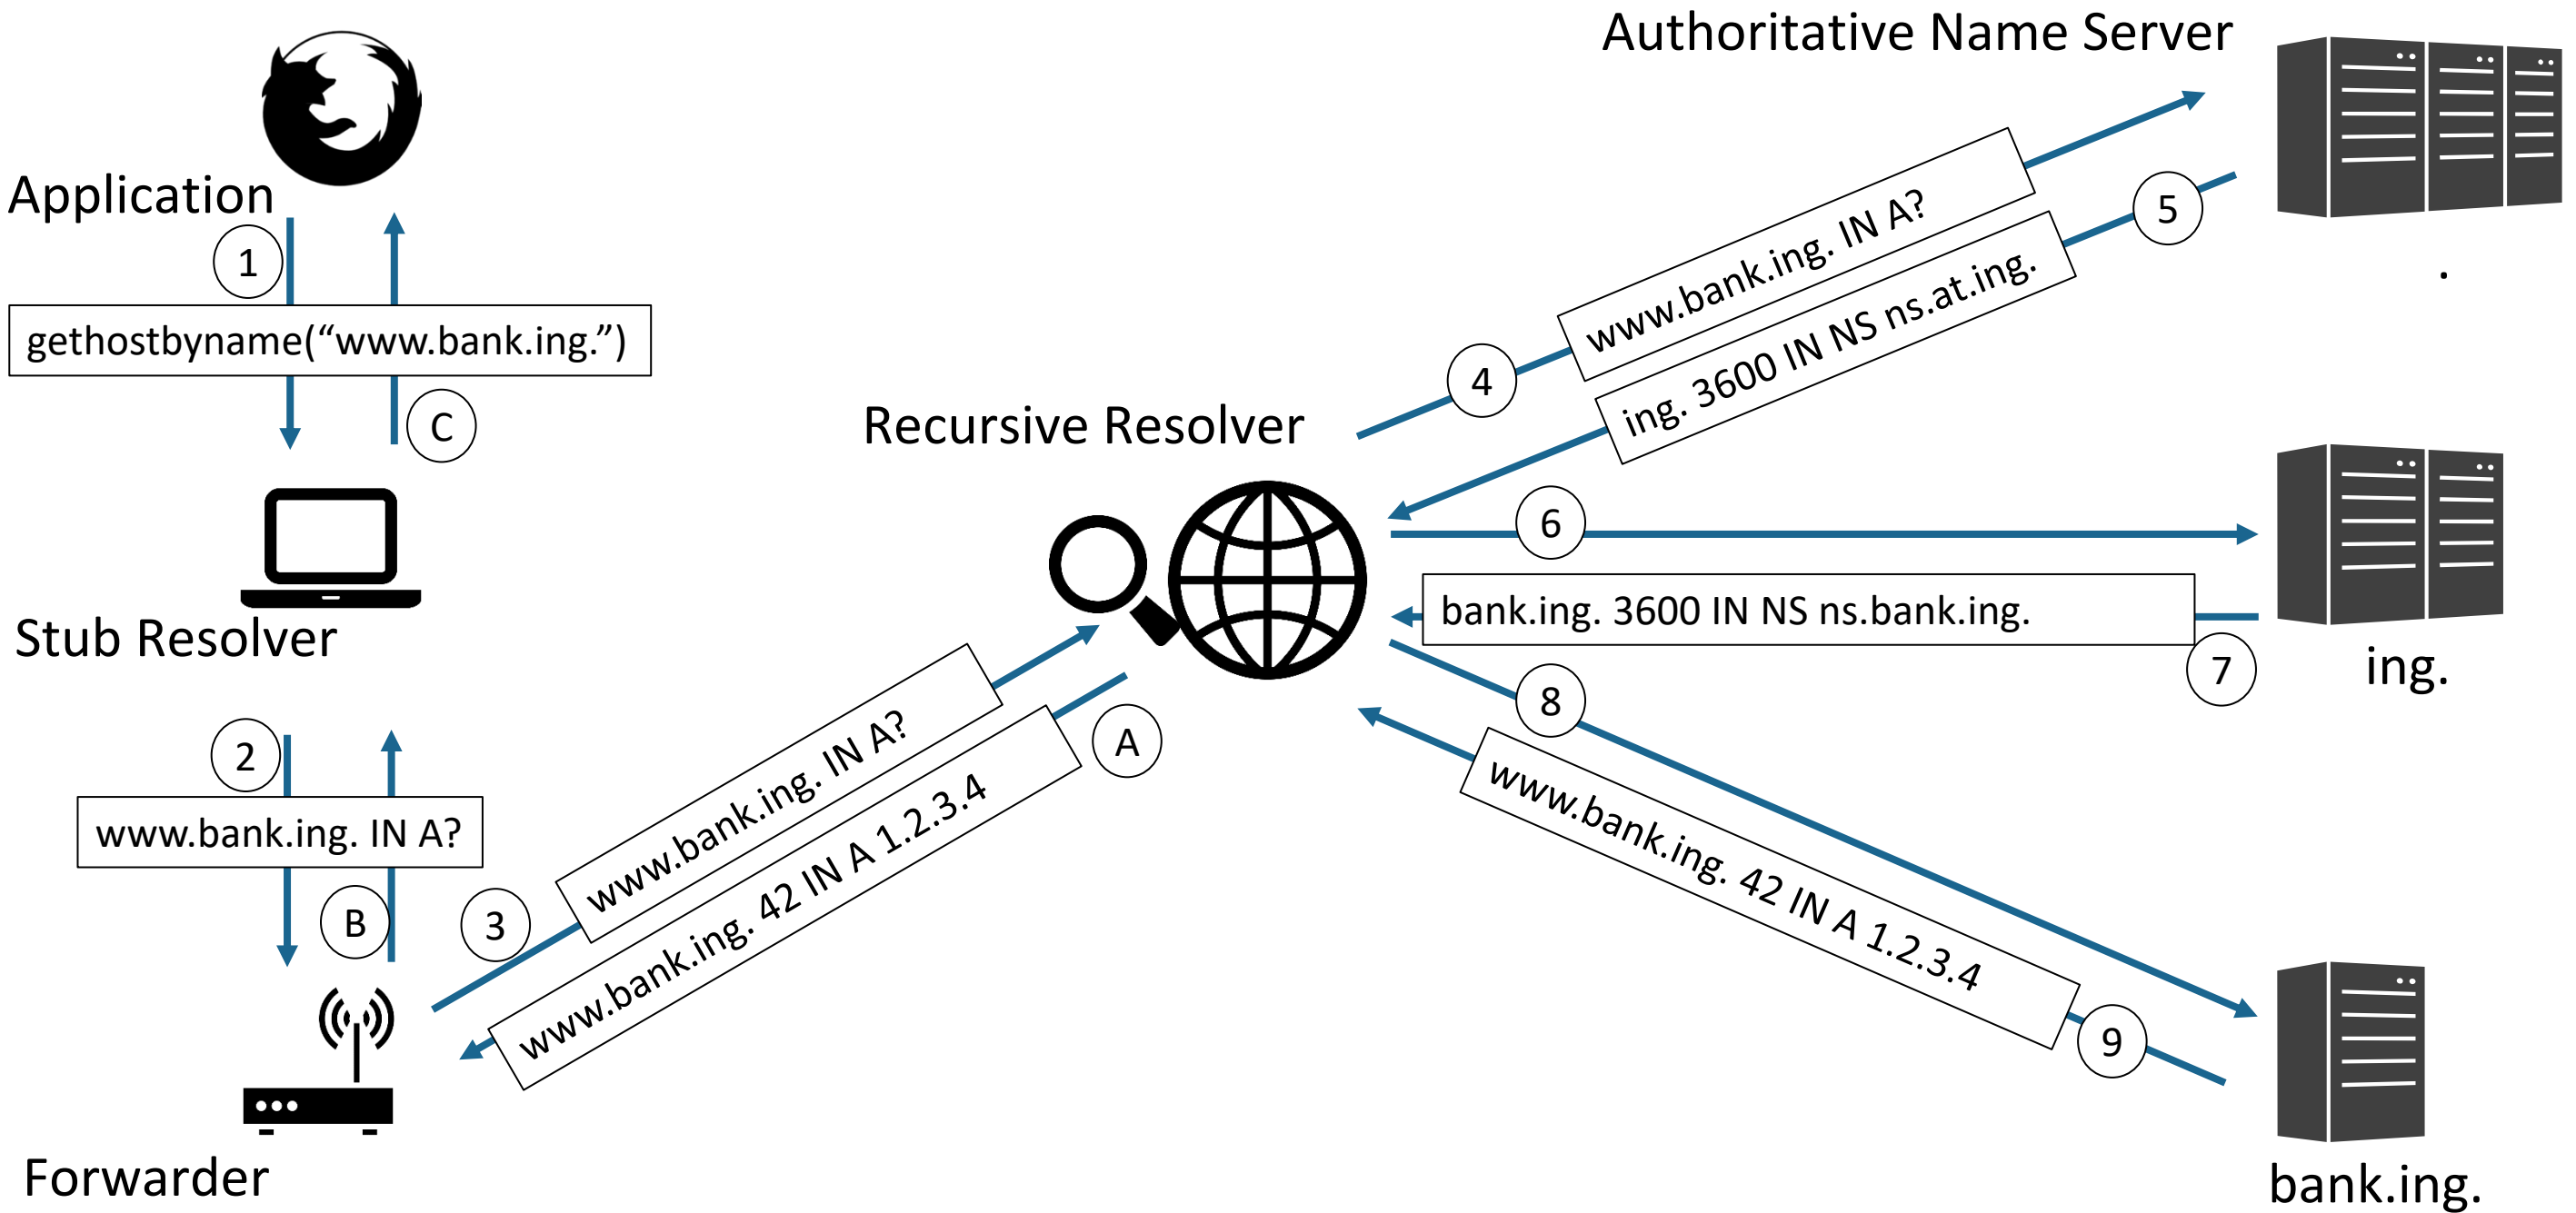 Authoritative Name Server
Application
1
gethostbyname(“www.bank.ing.”)
C
Stub Resolver
2
www.bank.ing. IN A?
B
Forwarder
3
www.bank.ing. IN A?
www.bank.ing. 42 IN A 1.2.3.4
A
Recursive Resolver
4
www.bank.ing. IN A?
ing. 3600 IN NS ns.at.ing.
5
.
6
bank.ing. 3600 IN NS ns.bank.ing.
7
ing.
8
www.bank.ing. 42 IN A 1.2.3.4
9
bank.ing.